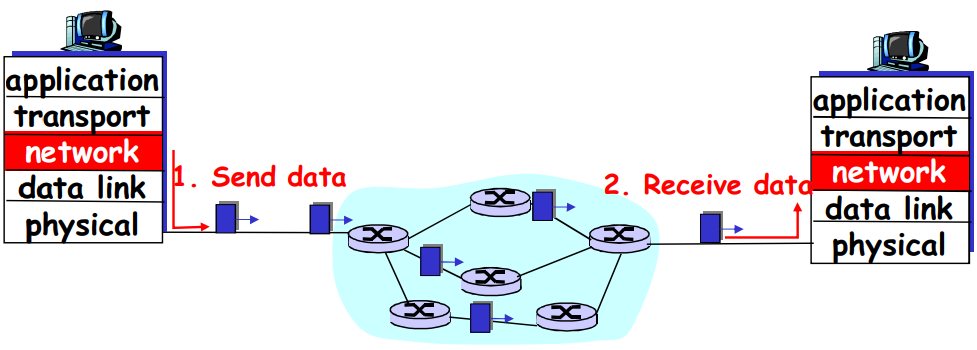 application
transport
network
data link
physical
1. Send data
2. Receive data
application
transport
network
data link
physical